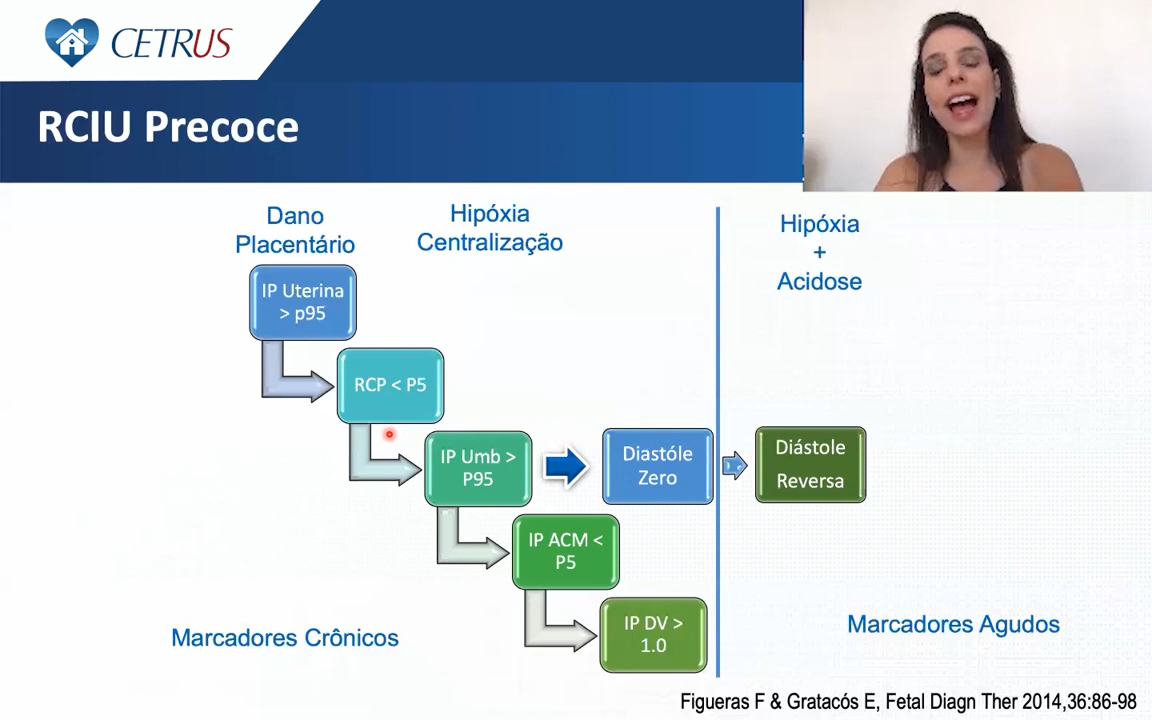 CETRUS
RCIU Precoce
Dano
Placentário
Hipóxia
Centralização
Hipóxia
+
Acidose
IP Uterina
> p95
RCP < P5
IP Umb >
P95
Diastóle
Zero
Diástole
Reversa
IP ACM <
P5
IP DV >
1.0
Marcadores Crônicos
Marcadores Agudos
Figueras F & Gratacós E, Fetal Diagn Ther 2014,36:86-98